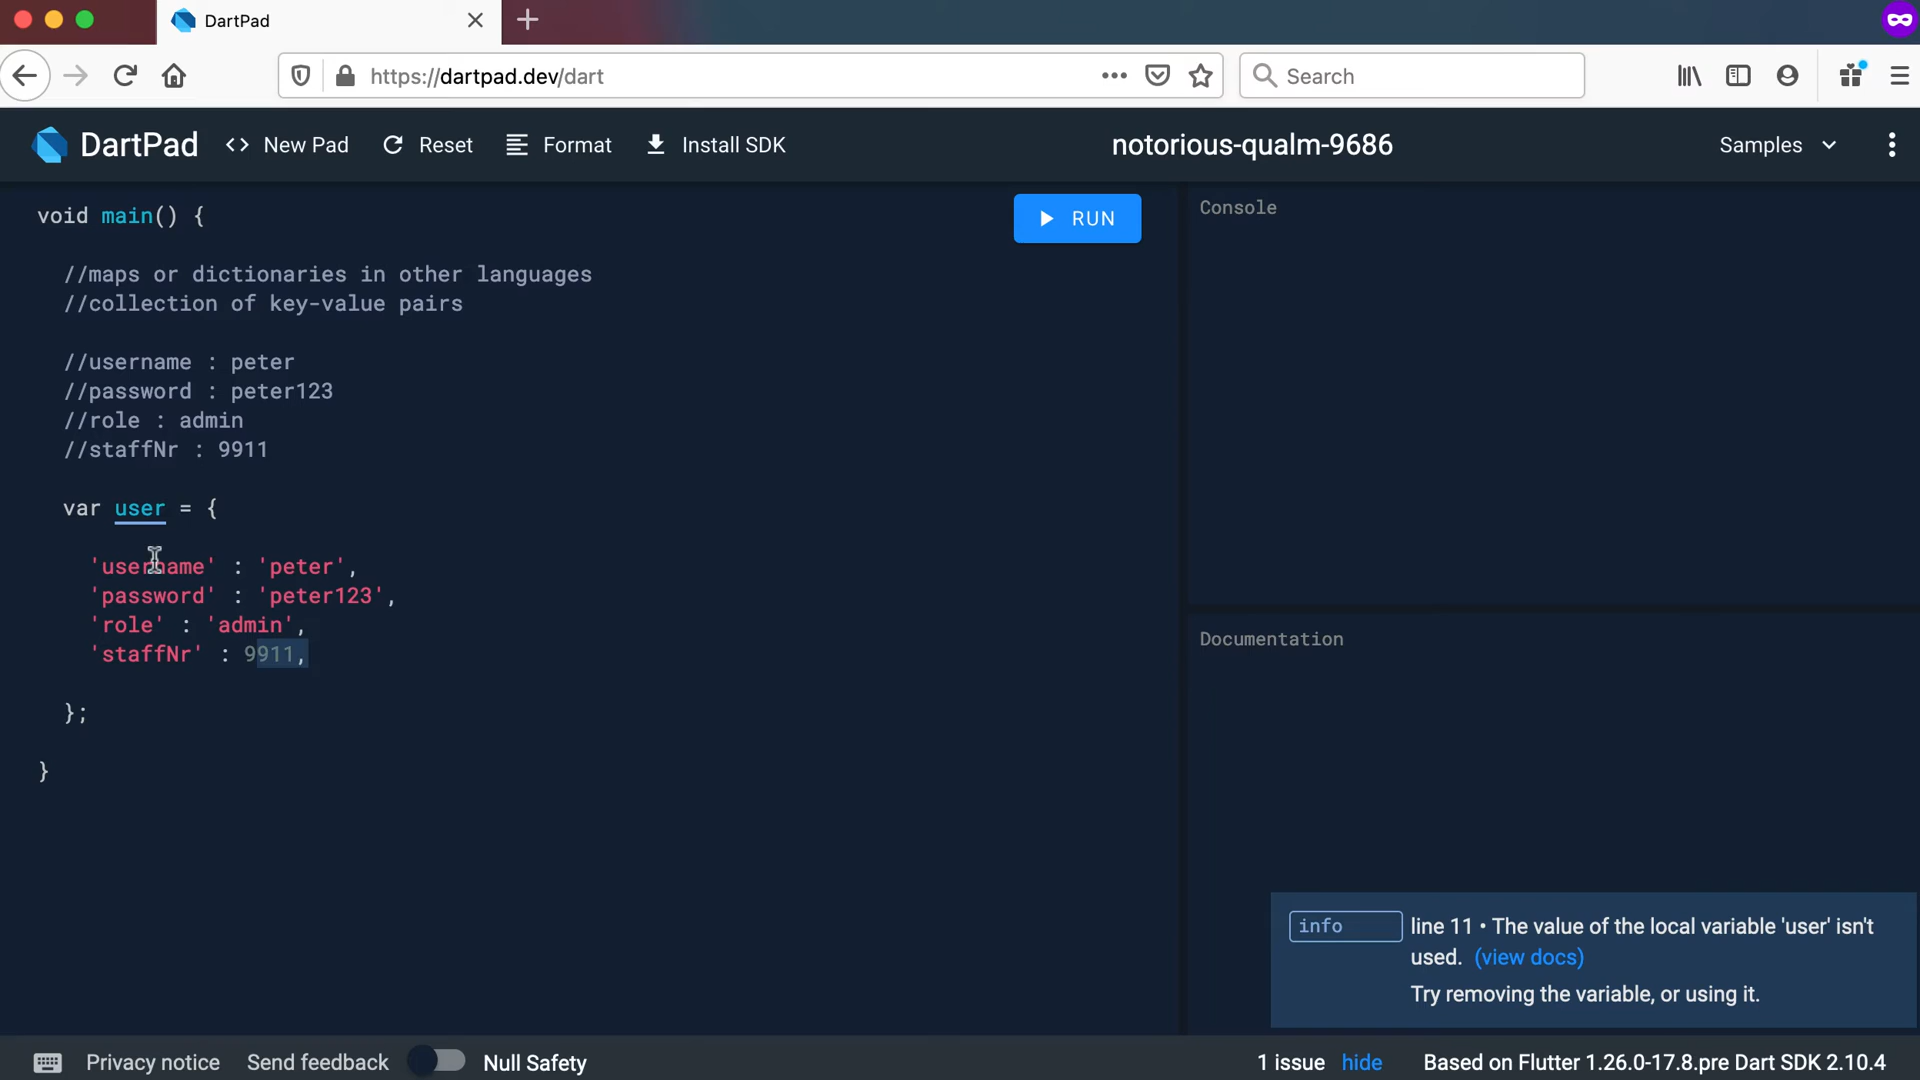 DartPad
https://dartpad.dev/dart
Search
DartPad
New Pad
Reset
Format
Install SDK
notorious-qualm-9686
Samples
void main() {
//maps or dictionaries in other languages
//collection of key-value pairs
//username : peter
//password : peter123
//role : admin
//staffNr : 9911
var user = {
'username' : 'peter',
'password' : 'peter123',
'role' : 'admin',
'staffNr' : 9911,
};
}
RUN
Console
Documentation
info
line 11 • The value of the local variable 'user' isn't
used. (view docs)
Try removing the variable, or using it.
Privacy notice
Send feedback
Null Safety
1 issue
hide
Based on Flutter 1.26.0-17.8.pre Dart SDK 2.10.4